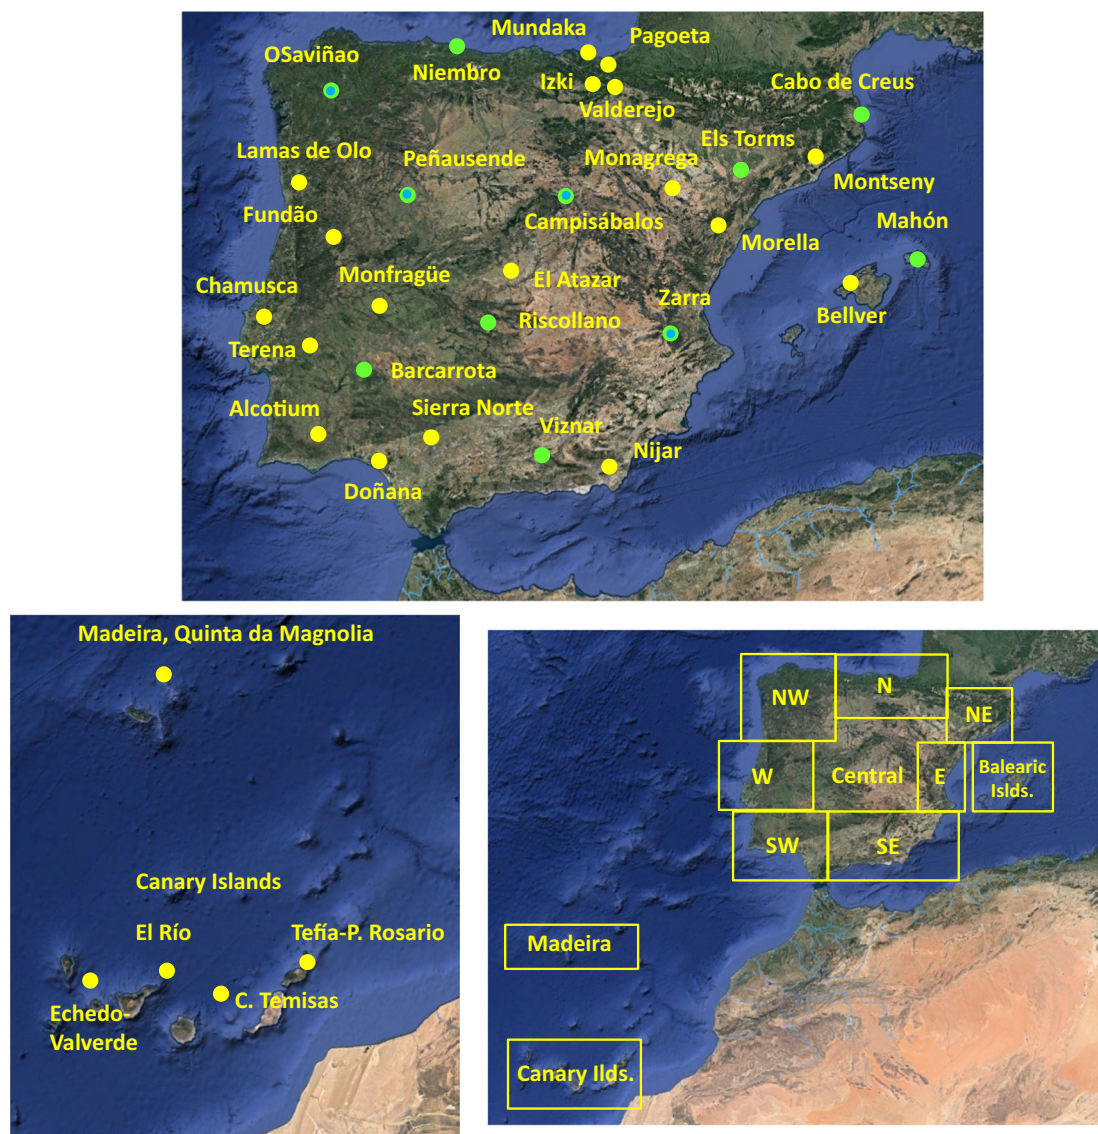 Mundaka
Pagoeta
OSaviñao
Niembro
Izki
Valderejo
Cabo de Creus
Els Torms
Lamas de Olo
Peñausende
Monagrega
Montseny
Fundão
Campisábalos
Mahón
Morella
Monfragüe
El Atazar
Chamusca
Zarra
Riscollano
Bellver
Terena
Barcarrota
Alcotium
Sierra Norte
Viznar
Nijar
Doñana
Madeira, Quinta da Magnolia
Canary Islands
El Río
Tefía-P. Rosario
C. Temisas
Echedo-
Valverde
N
NW
NE
W
Central
E
Balearic
Islds.
SW
SE
Madeira
Canary Ilds.